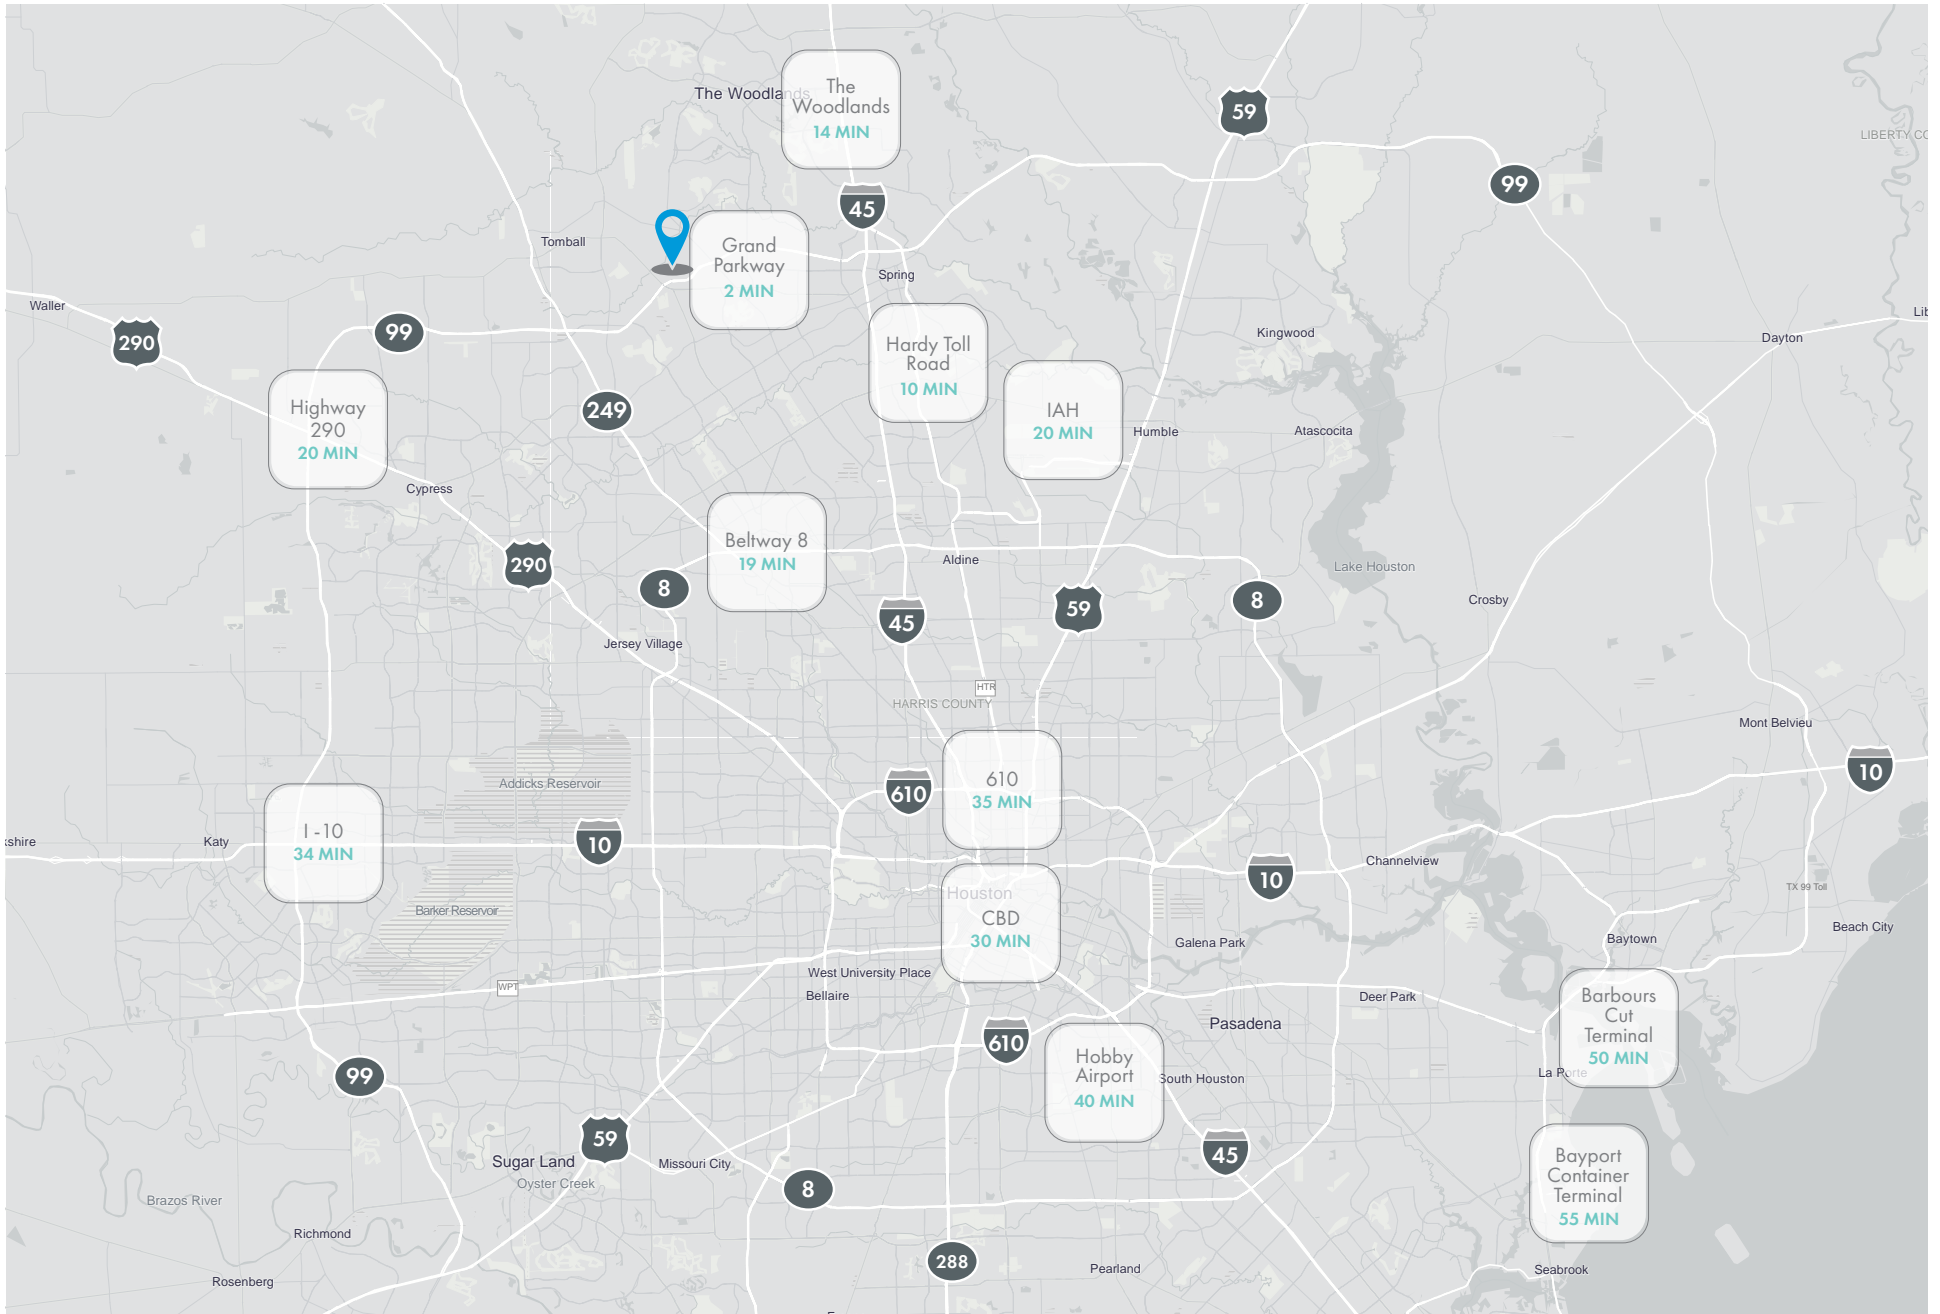 The Woodlands
The
Woodlands
14 MIN
59
LIBERTY CO
99
45
Tomball
Grand
Parkway
2 MIN
Spring
Waller
290
99
Hardy Toll
Road
10 MIN
Kingwood
Dayton
Lib
Highway
290
20 MIN
249
IAH
20 MIN
Humble
Atascocita
Cypress
290
Beltway 8
19 MIN
Aldine
Lake Houston
8
45
59
8
Crosby
Jersey Village
HTR
HARRIS COUNTY
Mont Belvieu
Addicks Reservoir
610
610
35 MIN
10
kshire
Katy
I -10
34 MIN
10
10
Channelview
TX 99 Toll
Barker Reservoir
Houston
CBD
30 MIN
Galena Park
Baytown
Beach City
WPT
West University Place
Bellaire
Deer Park
Barbours
Cut
Terminal
50 MIN
Pasadena
610
Hobby
Airport
40 MIN
South Houston
La Porte
99
59
Sugar Land
Oyster Creek
Missouri City
8
45
Bayport
Container
Terminal
55 MIN
Brazos River
Richmond
288
Pearland
Seabrook
Rosenberg